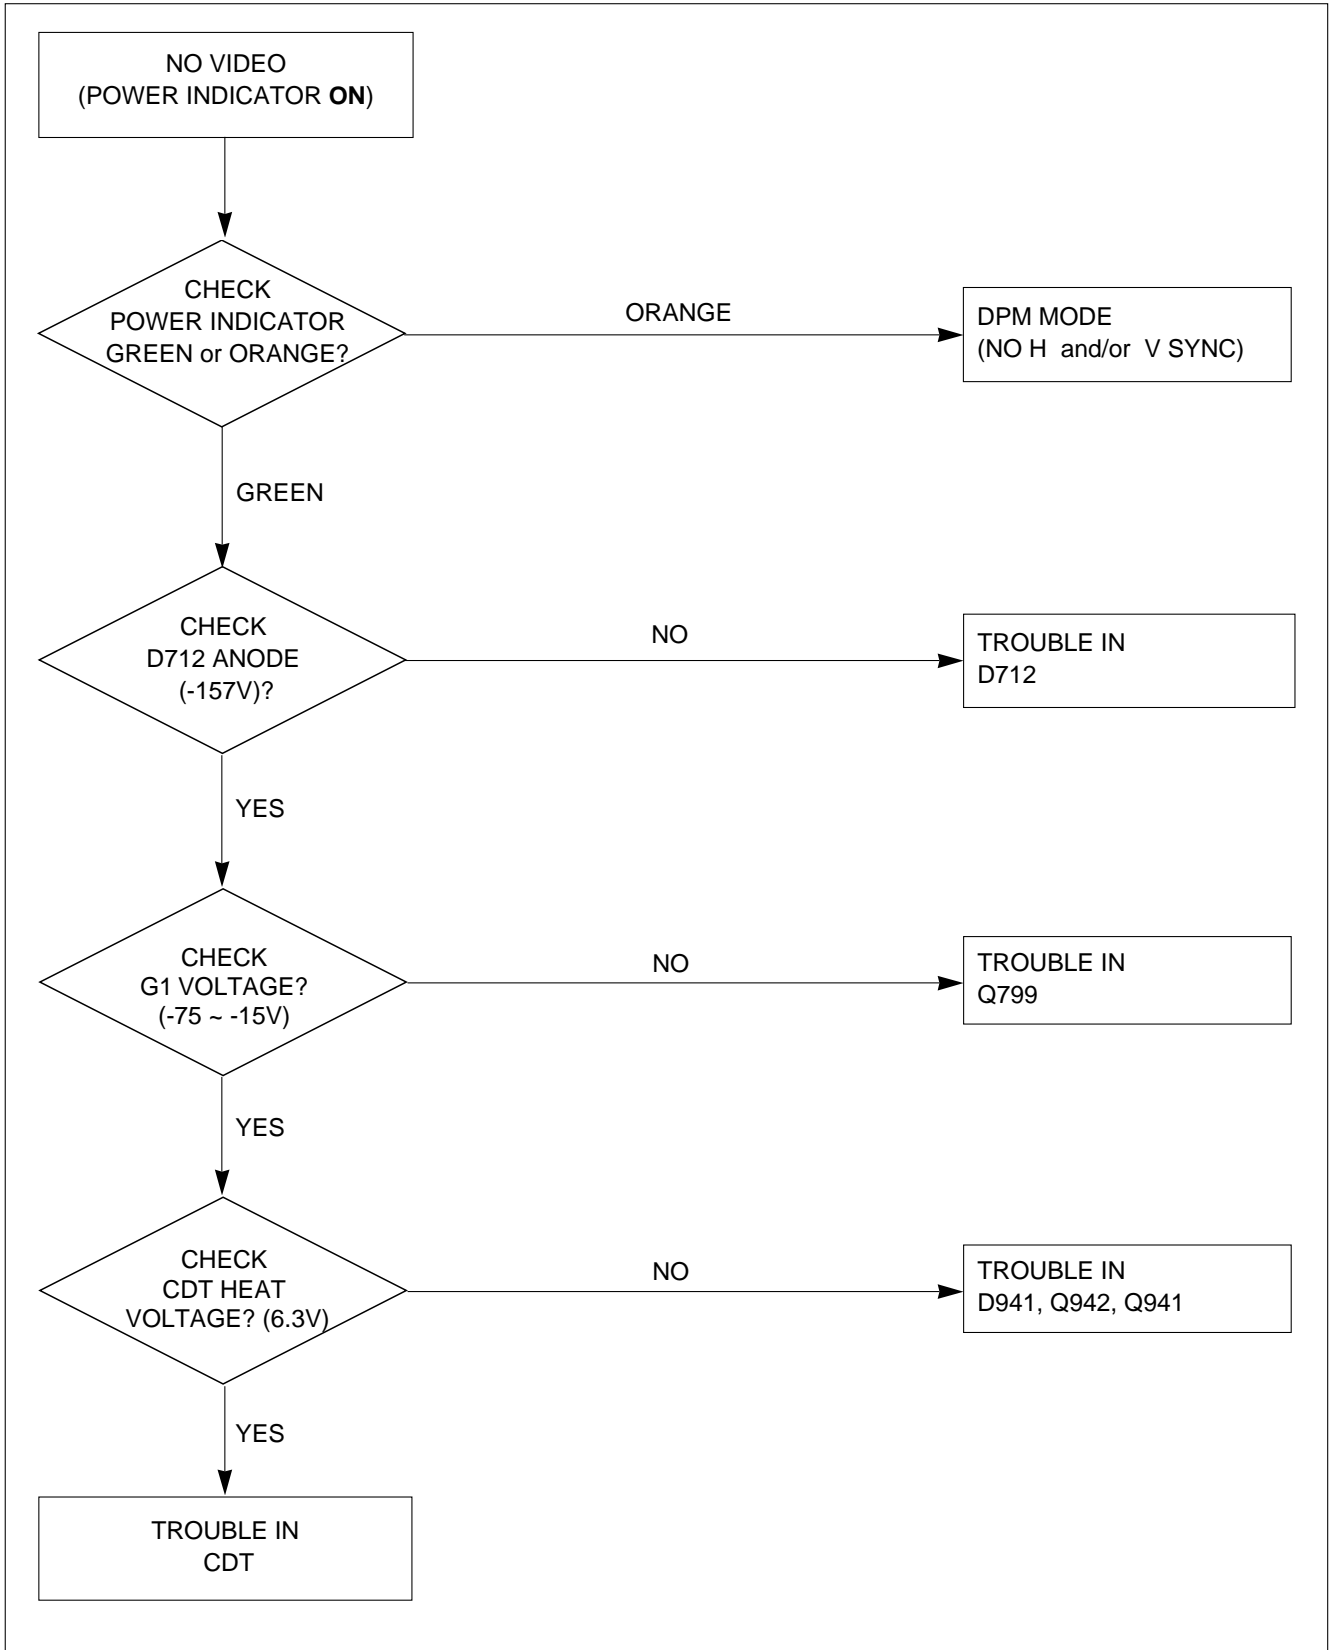 NO VIDEO
(POWER INDICATOR ON)
CHECK
POWER INDICATOR
GREEN or ORANGE?
ORANGE
DPM MODE
(NO H and/or V SYNC)
GREEN
CHECK
D712 ANODE
(-157V)?
NO
TROUBLE IN
D712
YES
CHECK
G1 VOLTAGE?
(-75 ~ -15V)
NO
TROUBLE IN
Q799
YES
CHECK
CDT HEAT
VOLTAGE? (6.3V)
NO
TROUBLE IN
D941, Q942, Q941
YES
TROUBLE IN
CDT